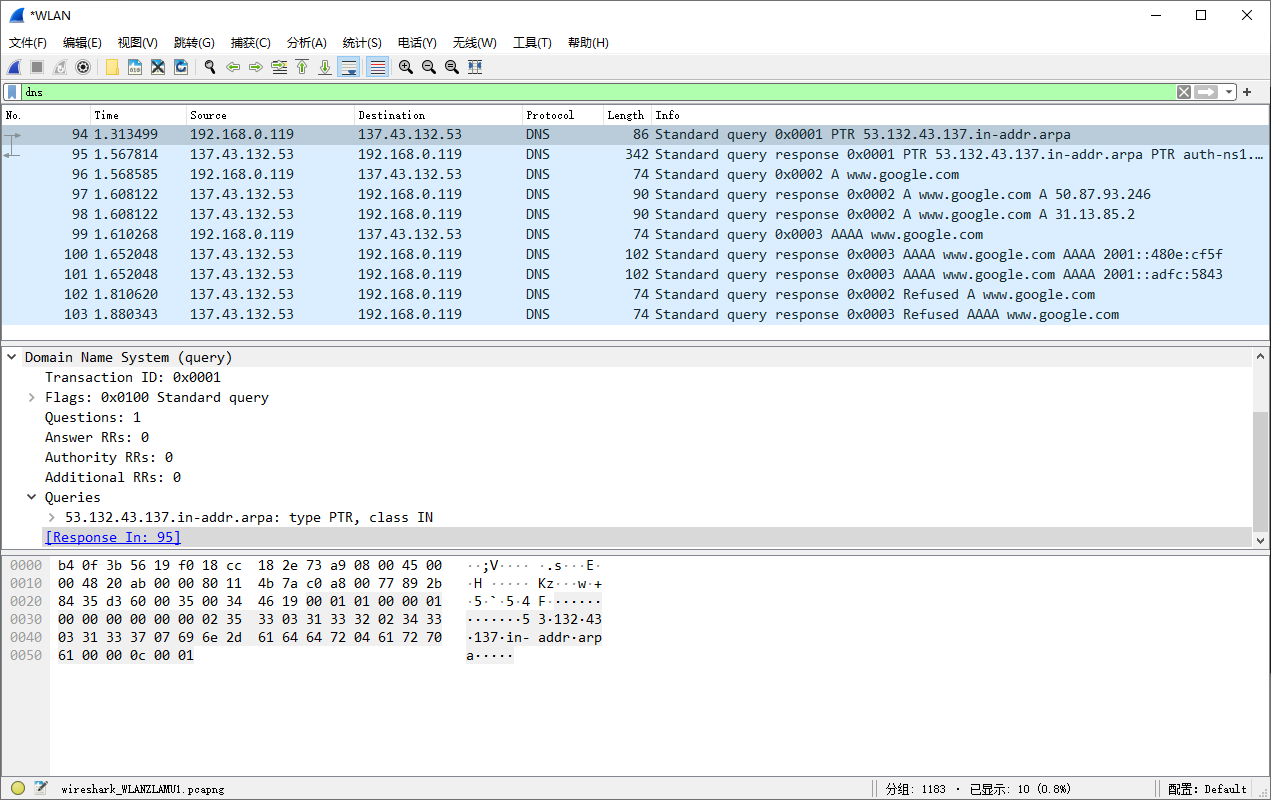 *WLAN
文件(F) 编辑(E) 视图(V) 跳转(G) 捕获(C) 分析(A) 统计(S) 电话(Y) 无线(W) 工具(T) 帮助(H)
dns
No. Time Source Destination Protocol Length Info
94 1.313499 192.168.0.119 137.43.132.53 DNS 86 Standard query 0x0001 PTR 53.132.43.137.in-addr.arpa
95 1.567814 137.43.132.53 192.168.0.119 DNS 342 Standard query response 0x0001 PTR 53.132.43.137.in-addr.arpa PTR auth-ns1.…
96 1.568585 192.168.0.119 137.43.132.53 DNS 74 Standard query 0x0002 A www.google.com
97 1.608122 137.43.132.53 192.168.0.119 DNS 90 Standard query response 0x0002 A www.google.com A 50.87.93.246
98 1.608122 137.43.132.53 192.168.0.119 DNS 90 Standard query response 0x0002 A www.google.com A 31.13.85.2
99 1.610268 192.168.0.119 137.43.132.53 DNS 74 Standard query 0x0003 AAAA www.google.com
100 1.652048 137.43.132.53 192.168.0.119 DNS 102 Standard query response 0x0003 AAAA www.google.com AAAA 2001::480e:cf5f
101 1.652048 137.43.132.53 192.168.0.119 DNS 102 Standard query response 0x0003 AAAA www.google.com AAAA 2001::adfc:5843
102 1.810620 137.43.132.53 192.168.0.119 DNS 74 Standard query response 0x0002 Refused A www.google.com
103 1.880343 137.43.132.53 192.168.0.119 DNS 74 Standard query response 0x0003 Refused AAAA www.google.com
Domain Name System (query)
Transaction ID: 0x0001
Flags: 0x0100 Standard query
Questions: 1
Answer RRs: 0
Authority RRs: 0
Additional RRs: 0
Queries
53.132.43.137.in-addr.arpa: type PTR, class IN
[Response In: 95]
0000 b4 0f 3b 56 19 f0 18 cc 18 2e 73 a9 08 00 45 00 ··;V···· ·.s···E·
0010 00 48 20 ab 00 00 80 11 4b 7a c0 a8 00 77 89 2b ·H ····· Kz···w·+
0020 84 35 d3 60 00 35 00 34 46 19 00 01 01 00 00 01 ·5·`·5·4 F·······
0030 00 00 00 00 00 00 02 35 33 03 31 33 32 02 34 33 ·······5 3·132·43
0040 03 31 33 37 07 69 6e 2d 61 64 64 72 04 61 72 70 ·137·in- addr·arp
0050 61 00 00 0c 00 01 a·····
wireshark_WLANZLAMU1.pcapng 分组: 1183 · 已显示: 10 (0.8%) 配置: Default